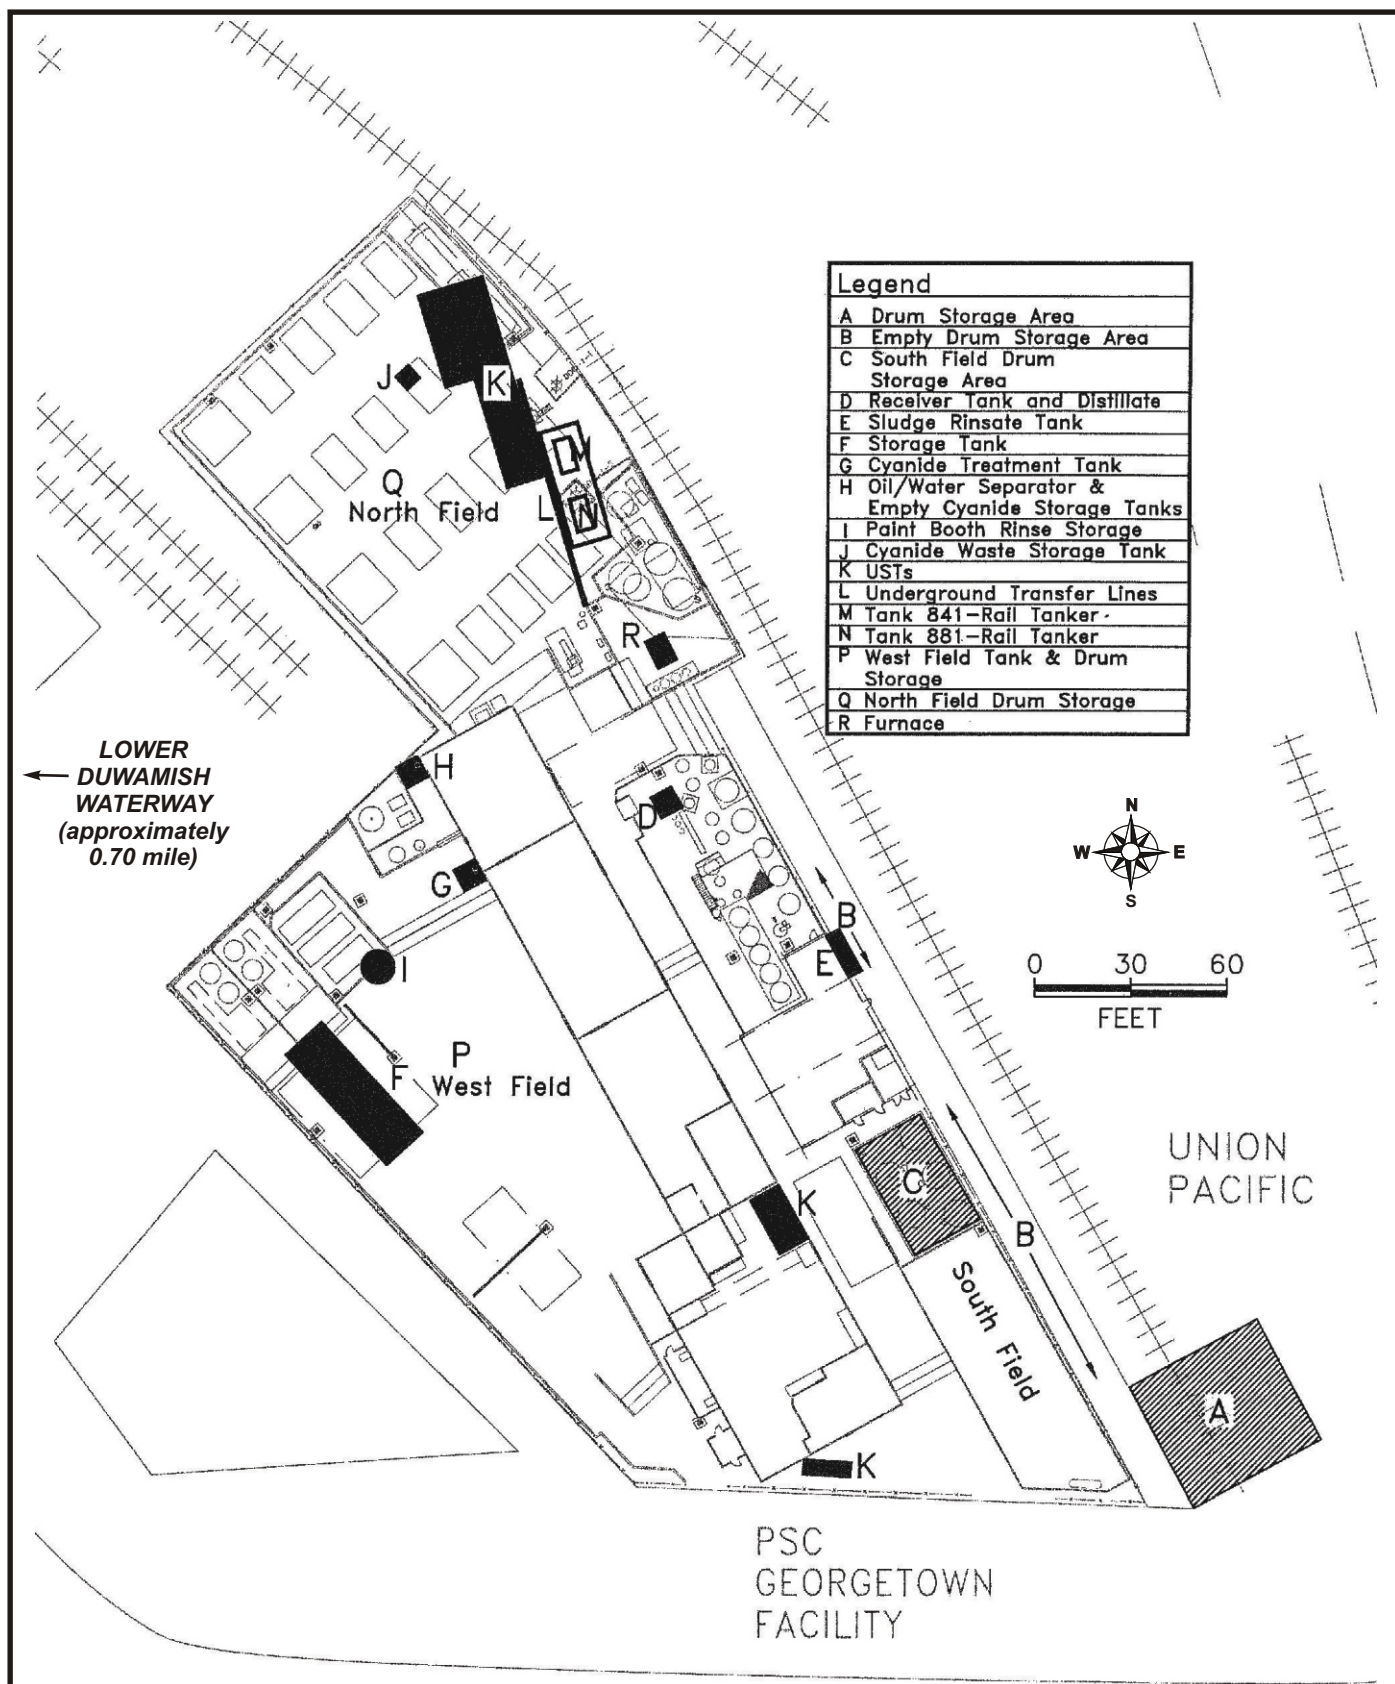 Legend
A Drum Storage Area
B Empty Drum Storage Area
C South Field Drum
Storage Area
D Receiver Tank and Distillate
E Sludge Rinsate Tank
F Storage Tank
G Cyanide Treatment Tank
H Oil/Water Separator &
Empty Cyanide Storage Tanks
I Paint Booth Rinse Storage
J Cyanide Waste Storage Tank
K USTs
L Underground Transfer Lines
M Tank 841-Rail Tanker
N Tank 881-Rail Tanker
P West Field Tank & Drum
Storage
Q North Field Drum Storage
R Furnace
J
K
M
Q
North Field
L
N
R
LOWER
DUWAMISH
WATERWAY
(approximately
0.70 mile)
H
D
G
N
W E
S
B
E
I
0 30 60
FEET
P
F West Field
C
K
B
UNION
PACIFIC
South Field
A
K
PSC
GEORGETOWN
FACILITY